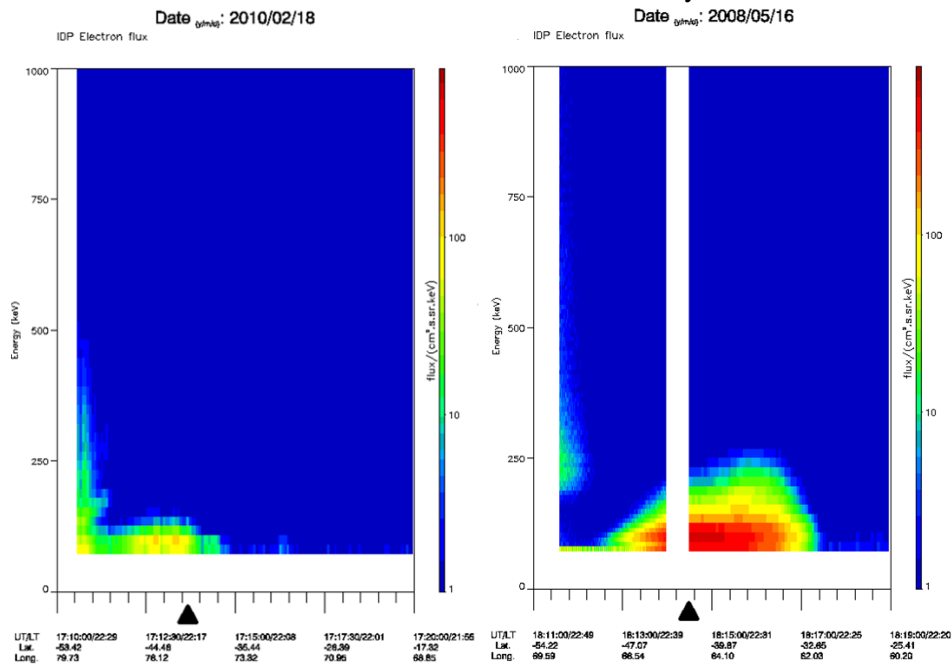 Date (y/m/d): 2010/02/18
IDP Electron flux
1000
750
500
250
0
Energy (keV)
100
10
1
flux/(cm².s.sr.keV)
UT/LT 17:10:00/22:29 17:12:30/22:17 17:15:00/22:08 17:17:30/22:01 17:20:00/21:55
Lat. -53.42 -44.48 -35.44 -26.39 -17.32
Long. 79.73 76.12 73.32 70.95 68.85
Date (y/m/d): 2008/05/16
IDP Electron flux
1000
750
500
250
0
Energy (keV)
100
10
1
flux/(cm².s.sr.keV)
UT/LT 18:11:00/22:49 18:13:00/22:39 18:15:00/22:31 18:17:00/22:25 18:19:00/22:20
Lat. -54.22 -47.07 -39.87 -32.65 -25.41
Long. 69.59 66.54 64.10 62.03 60.20